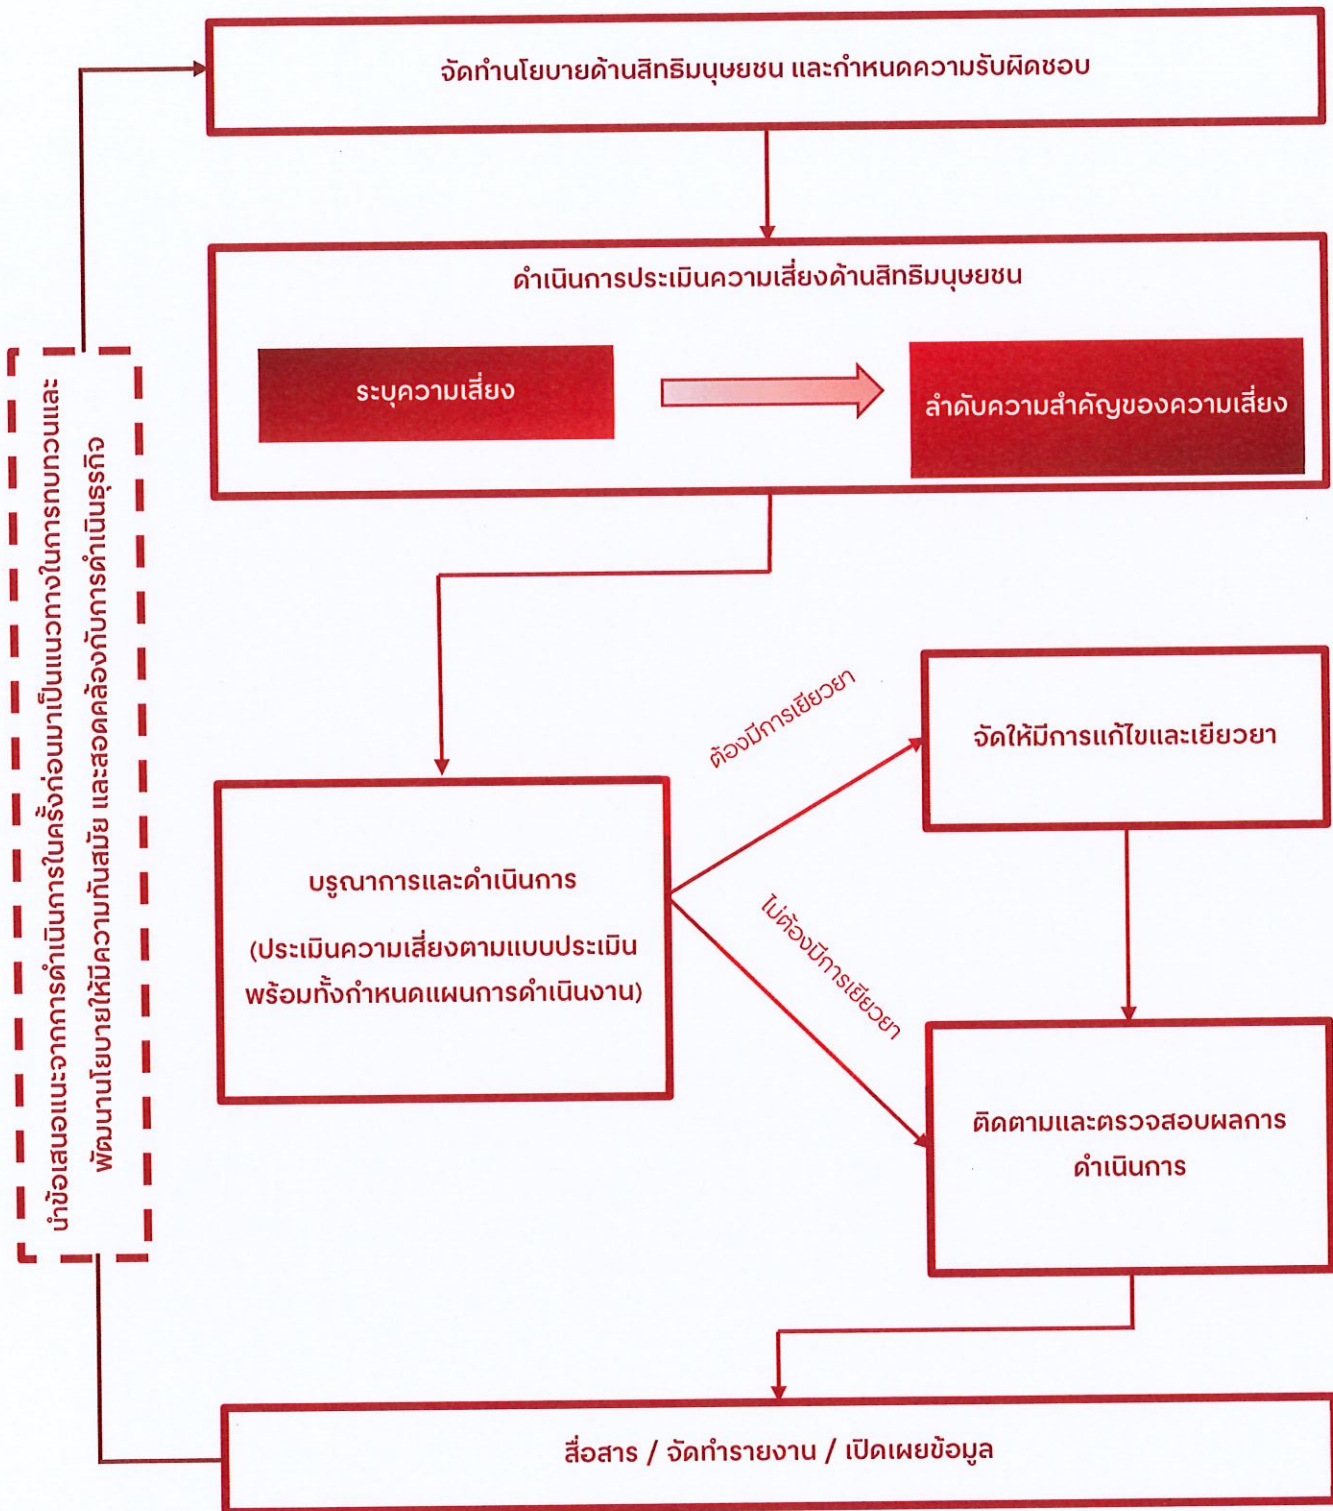 จัดทำนโยบายด้านสิทธิมนุษยชน และกำหนดความรับผิดชอบ
ดำเนินการประเมินความเสี่ยงด้านสิทธิมนุษยชน
ระบุความเสี่ยง
ลำดับความสำคัญของความเสี่ยง
นำข้อเสนอแนะจากการดำเนินการในครั้งก่อนมาเป็นแนวทางในการทบทวนและ
พัฒนานโยบายให้มีความทันสมัย และสอดคล้องกับการดำเนินธุรกิจ
ต้องมีการเยียวยา
จัดให้มีการแก้ไขและเยียวยา
บรูณาการและดำเนินการ
(ประเมินความเสี่ยงตามแบบประเมิน
พร้อมทั้งกำหนดแผนการดำเนินงาน)
ไม่ต้องมีการเยียวยา
ติดตามและตรวจสอบผลการ
ดำเนินการ
สื่อสาร / จัดทำรายงาน / เปิดเผยข้อมูล